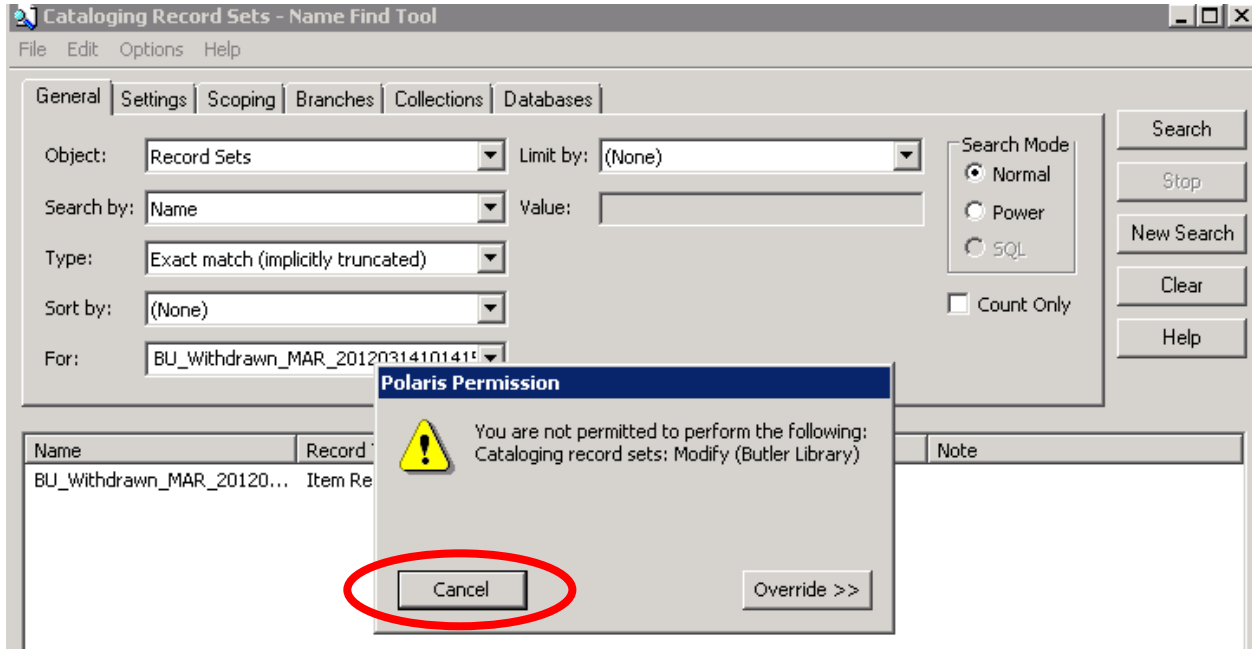 Cataloging Record Sets - Name Find Tool
File Edit Options Help
General Settings Scoping Branches Collections Databases
Object: Record Sets Limit by: (None)
Search by: Name Value:
Type: Exact match (implicitly truncated)
Sort by: (None)
For: BU_Withdrawn_MAR_2012031410141
Search Mode
Normal
Power
SQL
Count Only
Search
Stop
New Search
Clear
Help
Polaris Permission
You are not permitted to perform the following:
Cataloging record sets: Modify (Butler Library)
Cancel Override >>
Name Record Note
BU_Withdrawn_MAR_20120... Item Re